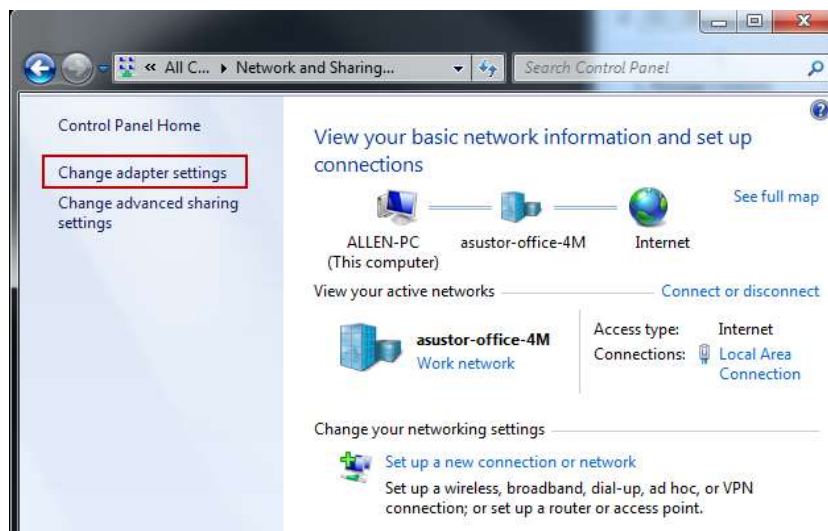 « All C... ▸ Network and Sharing...
Search Control Panel
Control Panel Home
Change adapter settings
Change advanced sharing
settings
View your basic network information and set up
connections
See full map
ALLEN-PC
(This computer)
asustor-office-4M
Internet
View your active networks
Connect or disconnect
asustor-office-4M
Work network
Access type: Internet
Connections: Local Area
Connection
Change your networking settings
Set up a new connection or network
Set up a wireless, broadband, dial-up, ad hoc, or VPN
connection; or set up a router or access point.